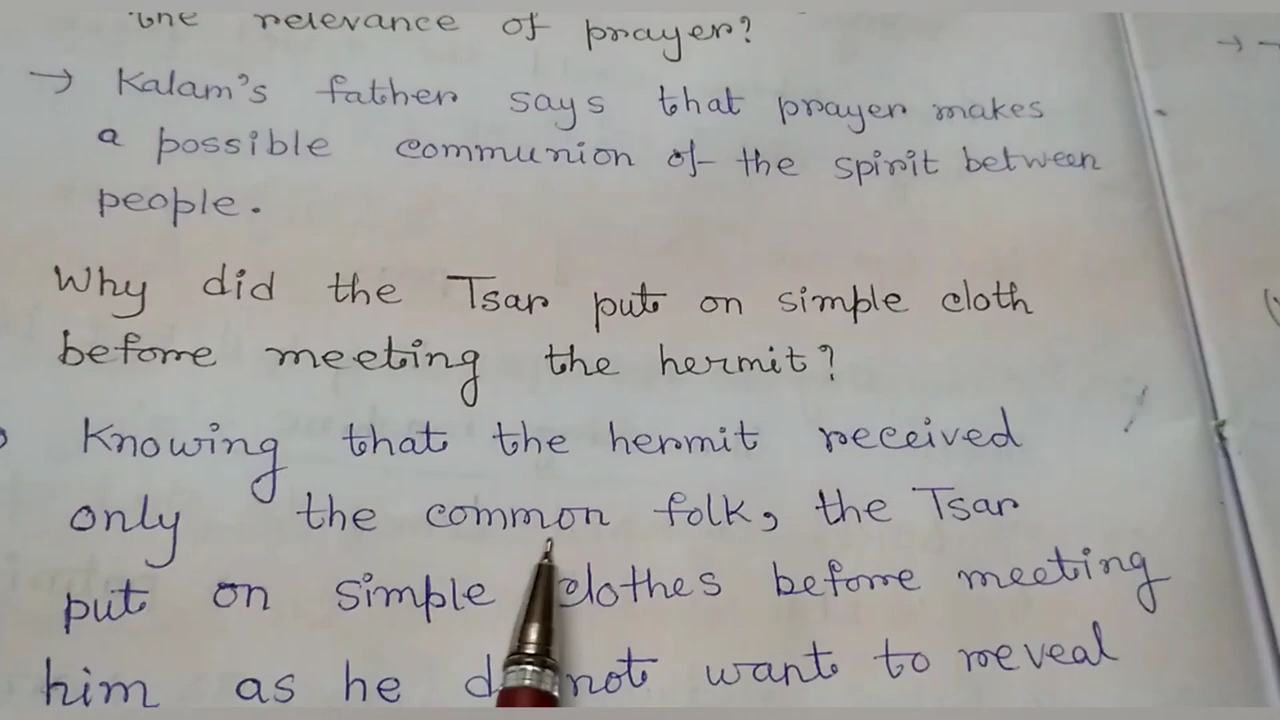 the relevance of prayer?
→ Kalam's father says that prayer makes
a possible communion of the spirit between
people.
Why did the Tsar put on simple cloth
before meeting the hermit?
Knowing that the hermit received
only the common folk, the Tsar
put on simple clothes before meeting
him as he not want to reveal